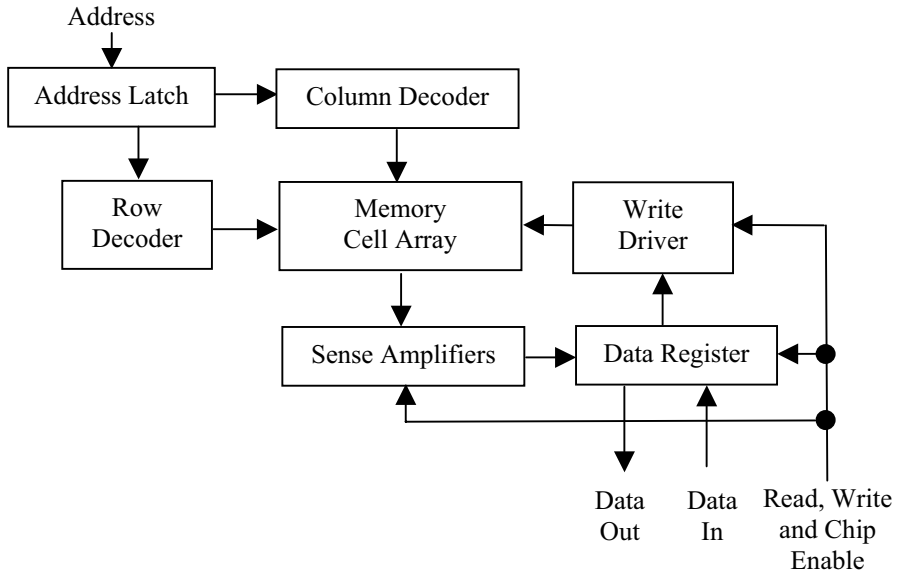 Address
Address Latch
Column Decoder
Row
Decoder
Memory
Cell Array
Write
Driver
Sense Amplifiers
Data Register
Data
Out
Data
In
Read, Write
and Chip
Enable